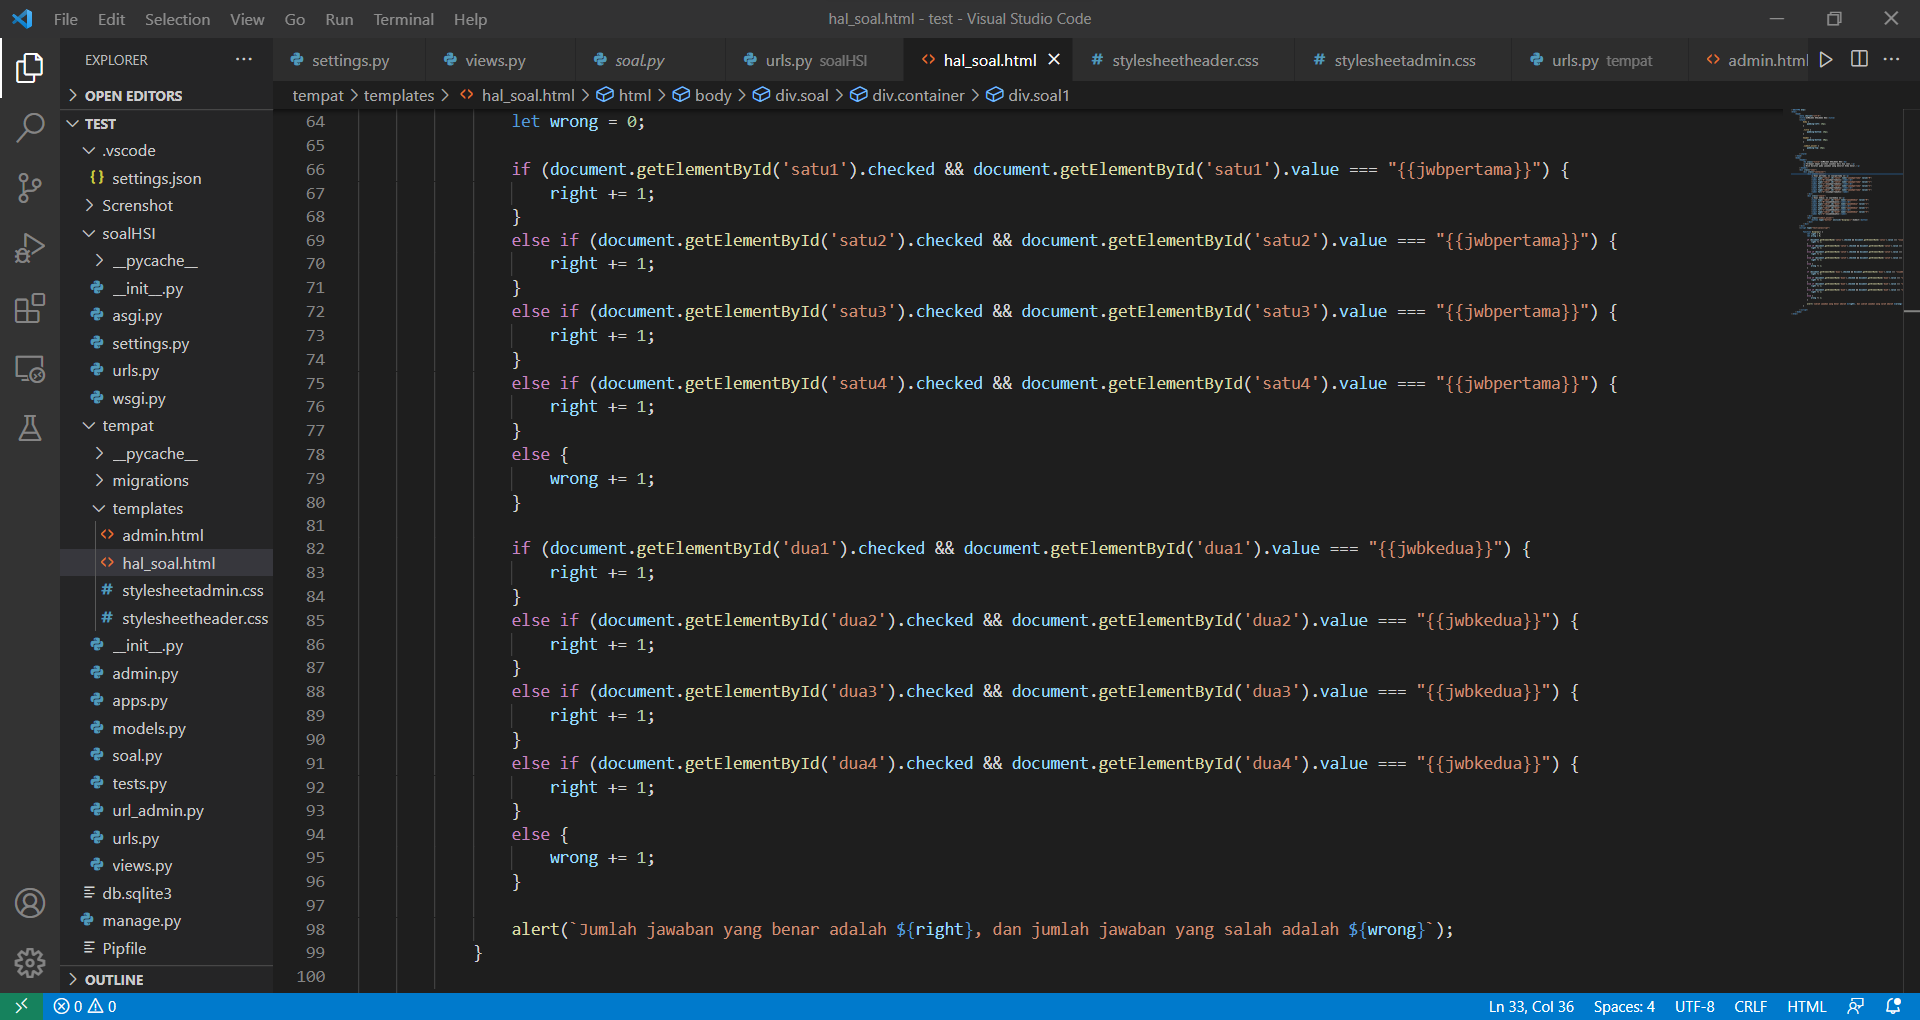 File Edit Selection View Go Run Terminal Help
hal_soal.html - test - Visual Studio Code
EXPLORER
settings.py
views.py
soal.py
urls.py soalHSI
hal_soal.html
stylesheetheader.css
stylesheetadmin.css
urls.py tempat
admin.html
tempat > templates > hal_soal.html > html > body > div.soal > div.container > div.soal1
OPEN EDITORS
TEST
.vscode
settings.json
Screnshot
soalHSI
__pycache__
__init__.py
asgi.py
settings.py
urls.py
wsgi.py
tempat
__pycache__
migrations
templates
admin.html
hal_soal.html
stylesheetadmin.css
stylesheetheader.css
__init__.py
admin.py
apps.py
models.py
soal.py
tests.py
url_admin.py
urls.py
views.py
db.sqlite3
manage.py
Pipfile
OUTLINE
64 let wrong = 0;
65
66 if (document.getElementById('satu1').checked && document.getElementById('satu1').value === "{{jwbpertama}}") {
67 right += 1;
68 }
69 else if (document.getElementById('satu2').checked && document.getElementById('satu2').value === "{{jwbpertama}}") {
70 right += 1;
71 }
72 else if (document.getElementById('satu3').checked && document.getElementById('satu3').value === "{{jwbpertama}}") {
73 right += 1;
74 }
75 else if (document.getElementById('satu4').checked && document.getElementById('satu4').value === "{{jwbpertama}}") {
76 right += 1;
77 }
78 else {
79 wrong += 1;
80 }
81
82 if (document.getElementById('dua1').checked && document.getElementById('dua1').value === "{{jwbkedua}}") {
83 right += 1;
84 }
85 else if (document.getElementById('dua2').checked && document.getElementById('dua2').value === "{{jwbkedua}}") {
86 right += 1;
87 }
88 else if (document.getElementById('dua3').checked && document.getElementById('dua3').value === "{{jwbkedua}}") {
89 right += 1;
90 }
91 else if (document.getElementById('dua4').checked && document.getElementById('dua4').value === "{{jwbkedua}}") {
92 right += 1;
93 }
94 else {
95 wrong += 1;
96 }
97
98 alert(`Jumlah jawaban yang benar adalah ${right}, dan jumlah jawaban yang salah adalah ${wrong}`);
99 }
100
0 0
Ln 33, Col 36 Spaces: 4 UTF-8 CRLF HTML